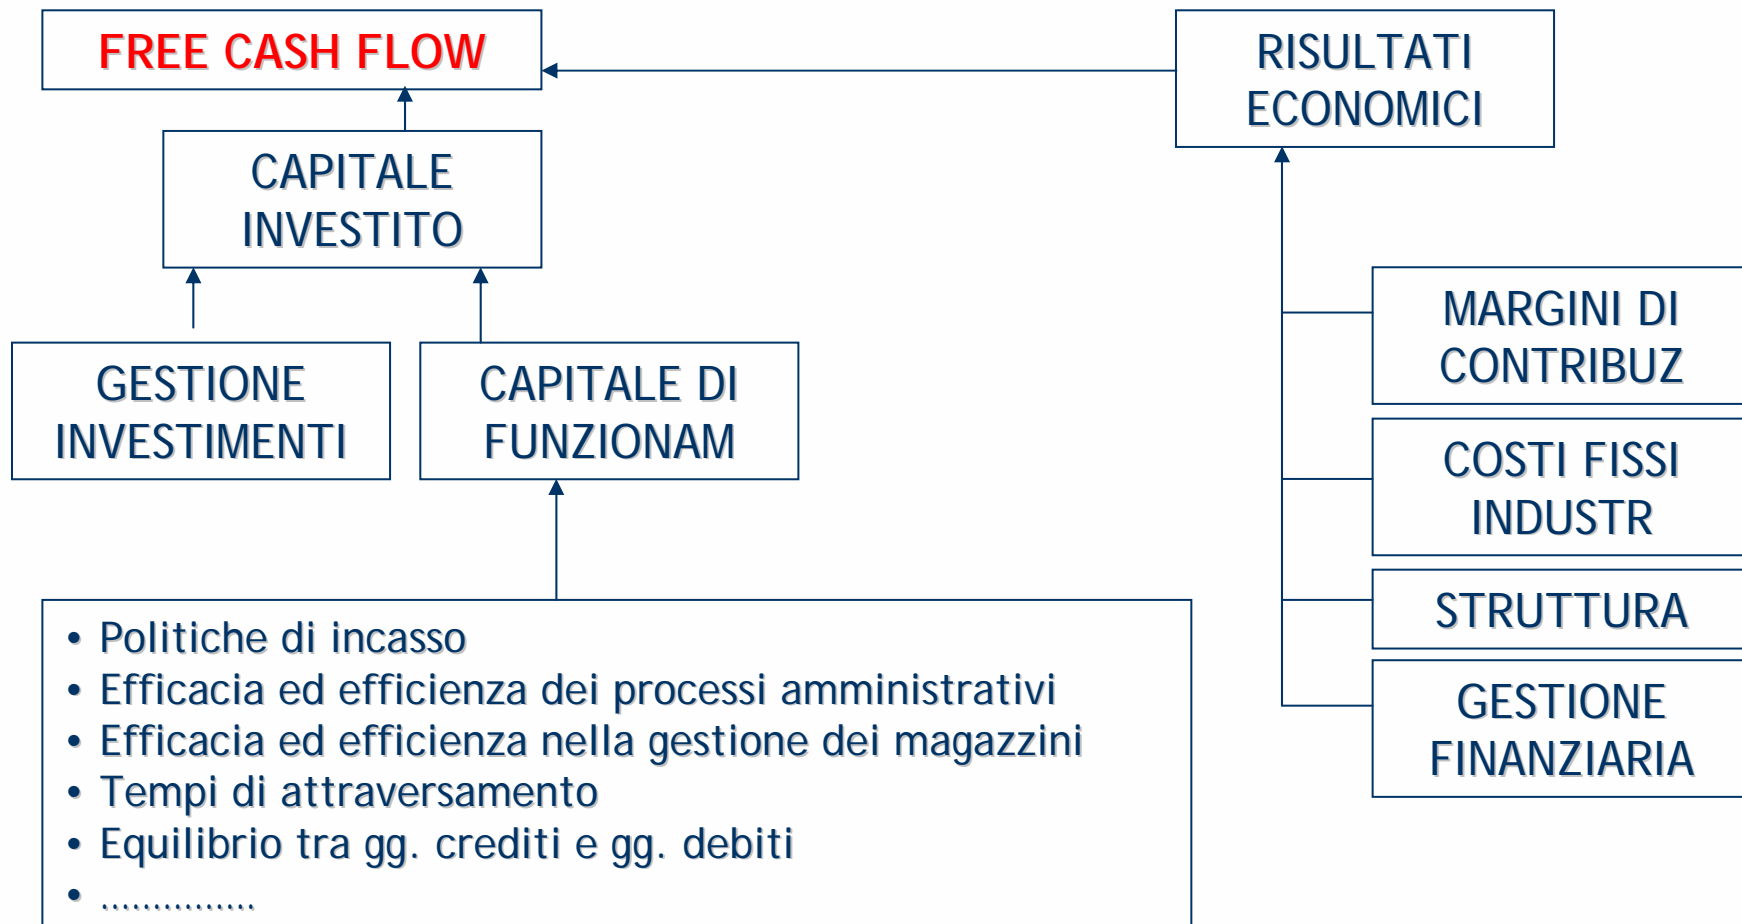 FREE CASH FLOW
RISULTATI
ECONOMICI
CAPITALE
INVESTITO
GESTIONE
INVESTIMENTI
CAPITALE DI
FUNZIONAM
MARGINI DI
CONTRIBUZ
COSTI FISSI
INDUSTR
STRUTTURA
GESTIONE
FINANZIARIA
• Politiche di incasso
• Efficacia ed efficienza dei processi amministrativi
• Efficacia ed efficienza nella gestione dei magazzini
• Tempi di attraversamento
• Equilibrio tra gg. crediti e gg. debiti
• ...............